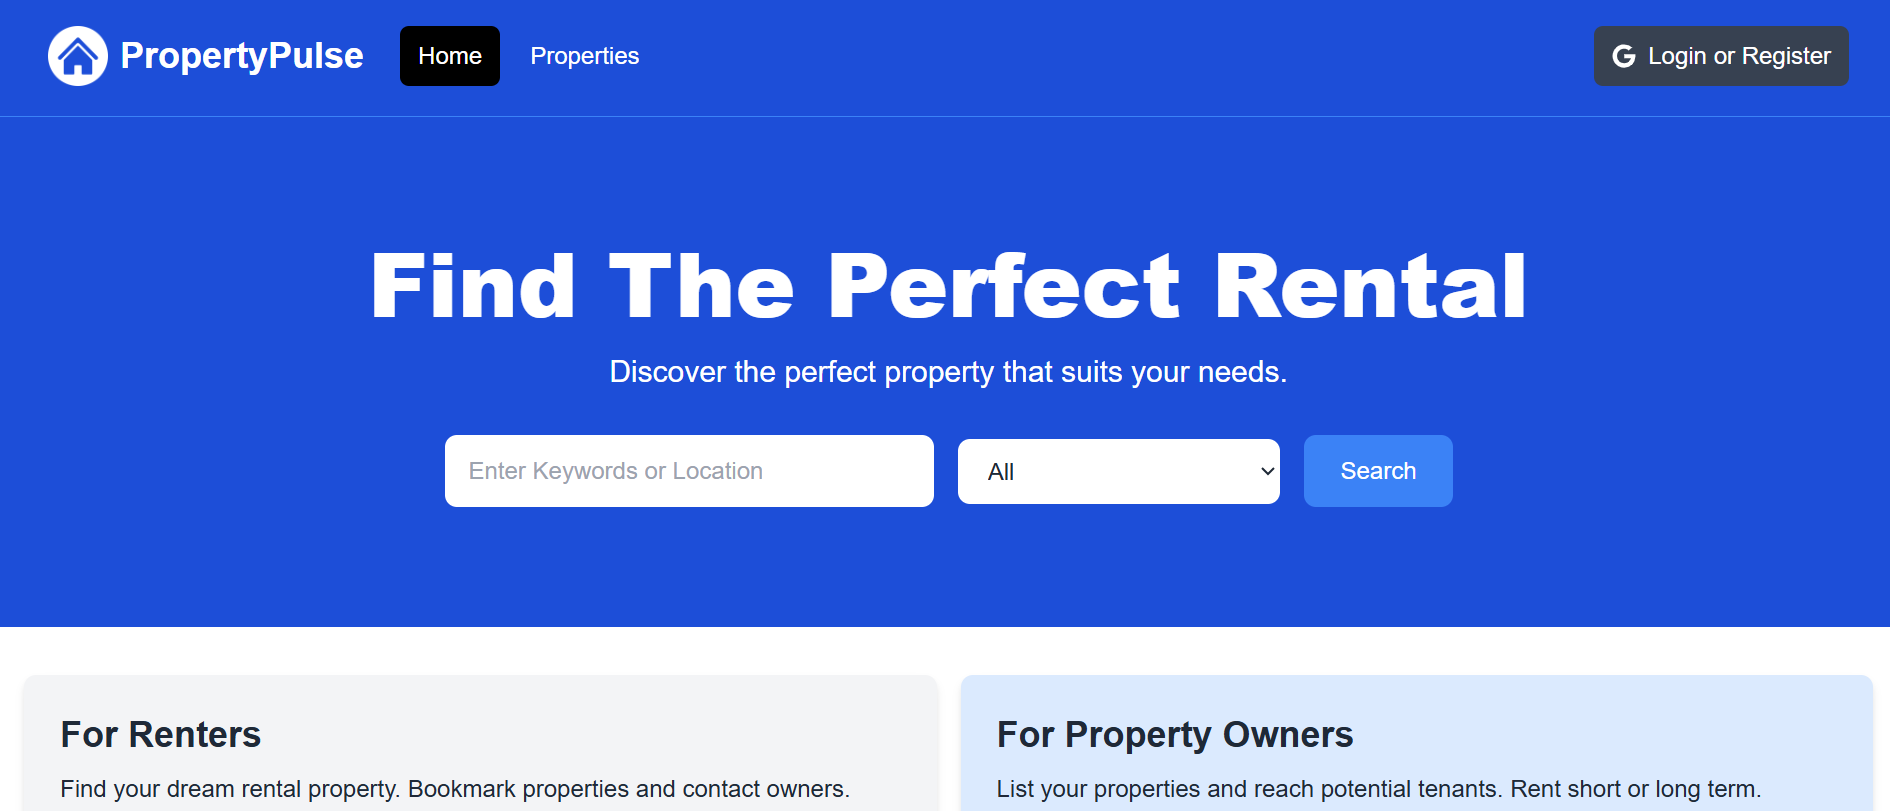 PropertyPulse Home Properties Login or Register
Find The Perfect Rental
Discover the perfect property that suits your needs.
Enter Keywords or Location All Search
For Renters
Find your dream rental property. Bookmark properties and contact owners.
For Property Owners
List your properties and reach potential tenants. Rent short or long term.